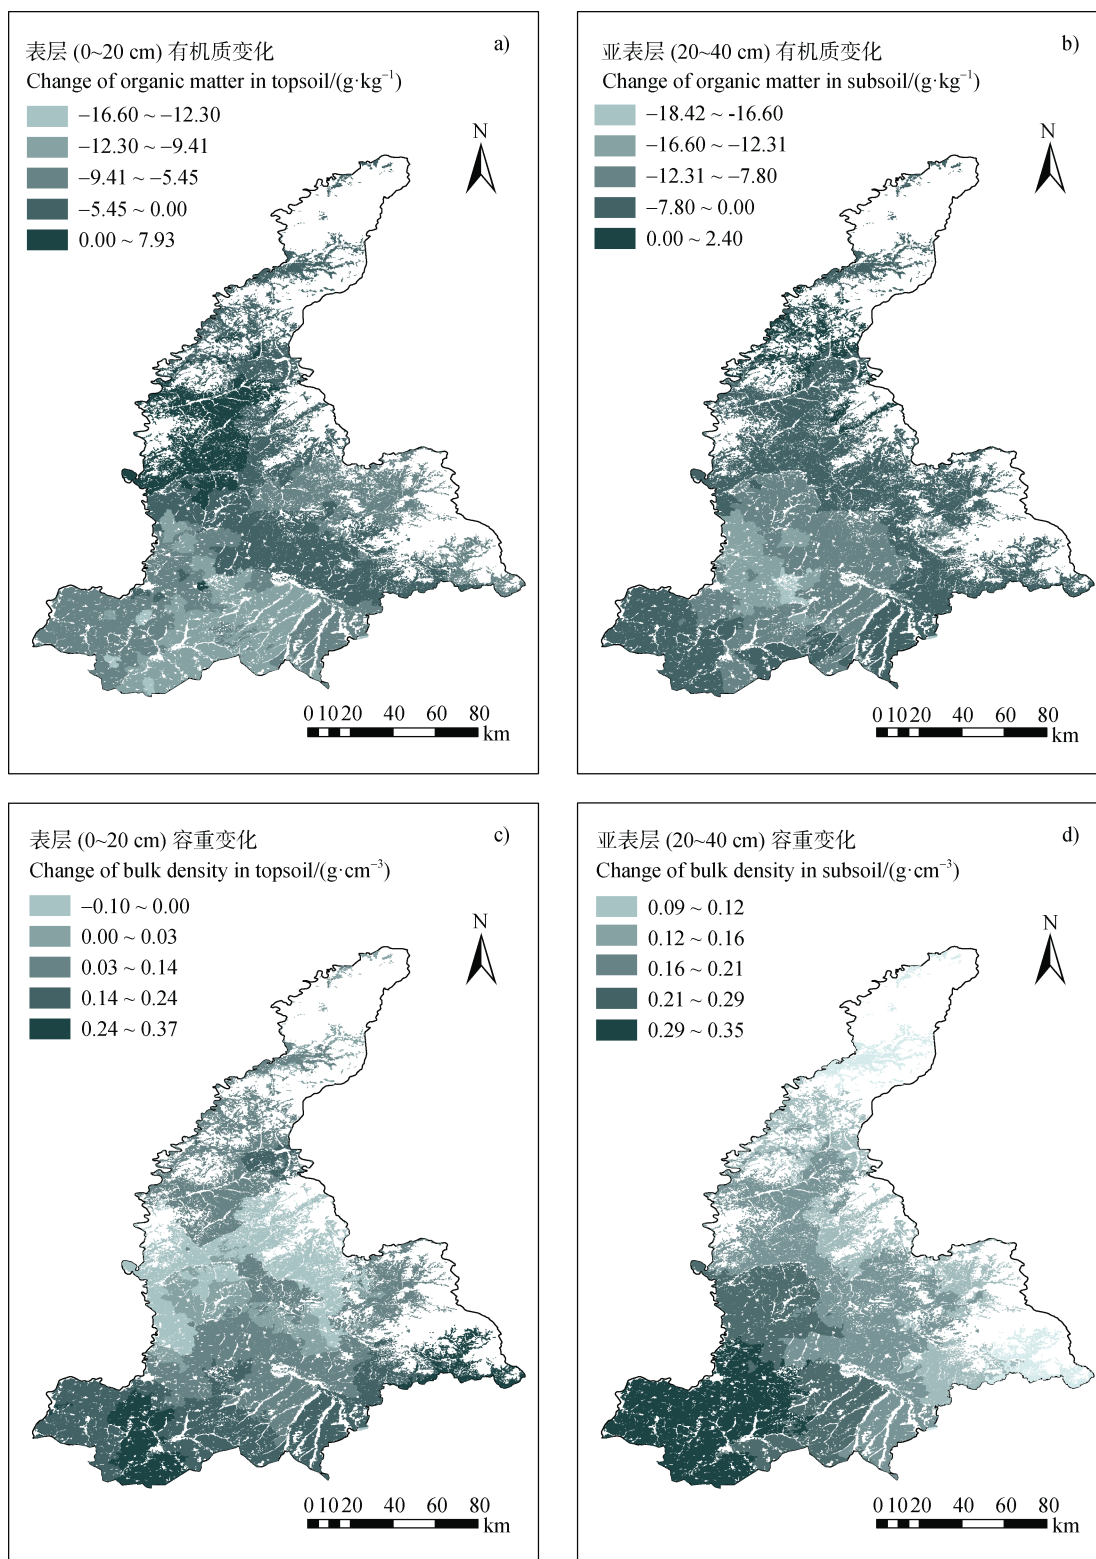 表层 (0~20 cm) 有机质变化
a)
Change of organic matter in topsoil/(g·kg⁻¹)
−16.60 ~ −12.30
−12.30 ~ −9.41
−9.41 ~ −5.45
−5.45 ~ 0.00
0.00 ~ 7.93
N
0 10 20 40 60 80
km
亚表层 (20~40 cm) 有机质变化
b)
Change of organic matter in subsoil/(g·kg⁻¹)
−18.42 ~ -16.60
−16.60 ~ −12.31
−12.31 ~ −7.80
−7.80 ~ 0.00
0.00 ~ 2.40
N
0 10 20 40 60 80
km
表层 (0~20 cm) 容重变化
c)
Change of bulk density in topsoil/(g·cm⁻³)
−0.10 ~ 0.00
0.00 ~ 0.03
0.03 ~ 0.14
0.14 ~ 0.24
0.24 ~ 0.37
N
0 10 20 40 60 80
km
亚表层 (20~40 cm) 容重变化
d)
Change of bulk density in subsoil/(g·cm⁻³)
0.09 ~ 0.12
0.12 ~ 0.16
0.16 ~ 0.21
0.21 ~ 0.29
0.29 ~ 0.35
N
0 10 20 40 60 80
km